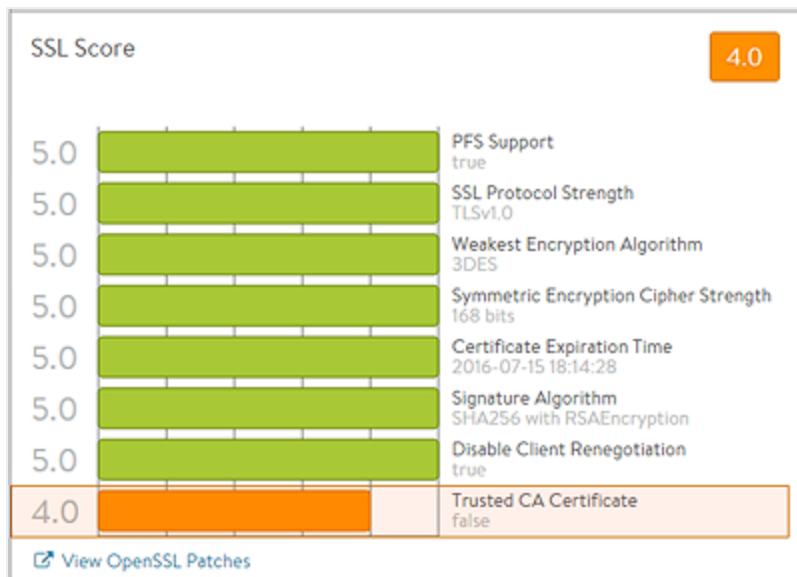 SSL Score
4.0
5.0
PFS Support
true
5.0
SSL Protocol Strength
TLSv1.0
5.0
Weakest Encryption Algorithm
3DES
5.0
Symmetric Encryption Cipher Strength
168 bits
5.0
Certificate Expiration Time
2016-07-15 18:14:28
5.0
Signature Algorithm
SHA256 with RSAEncryption
5.0
Disable Client Renegotiation
true
4.0
Trusted CA Certificate
false
View OpenSSL Patches